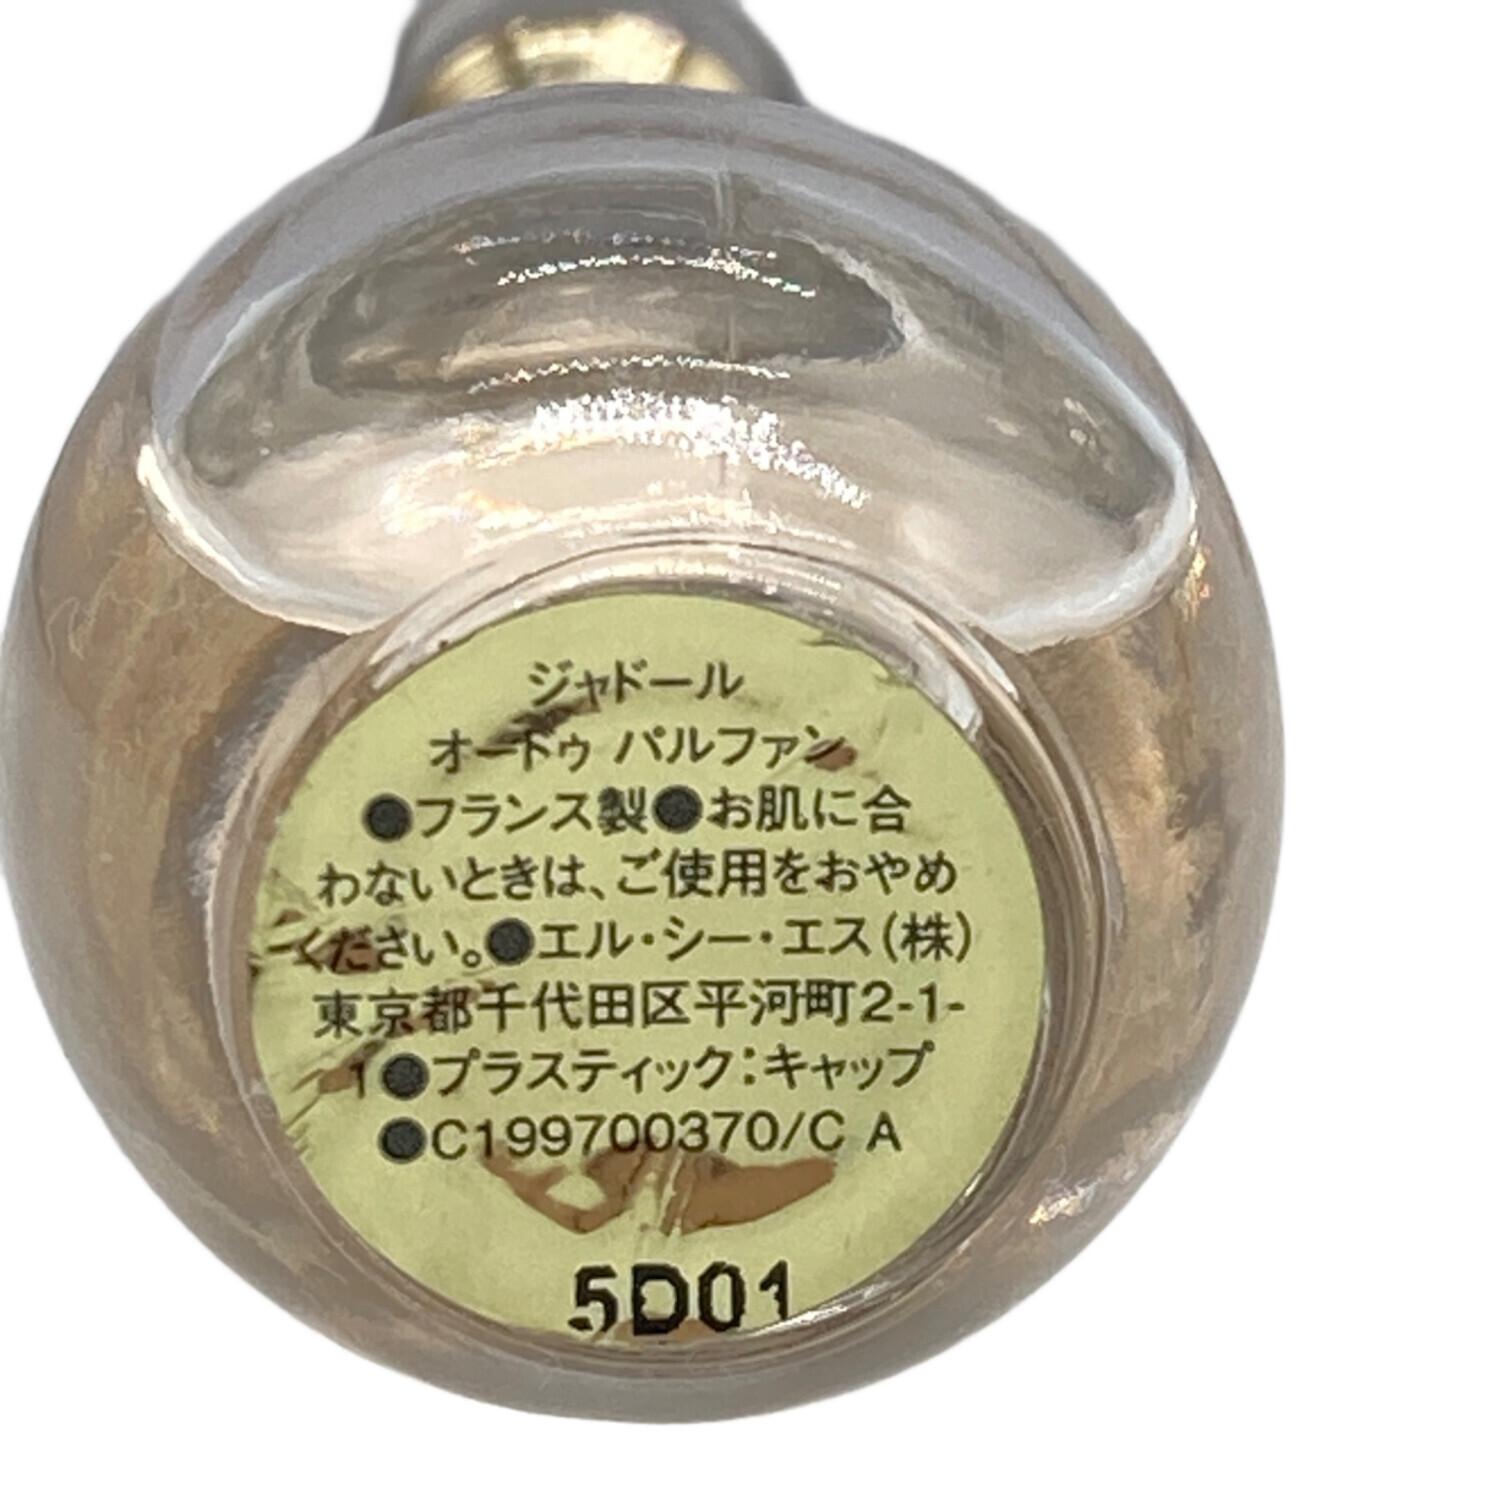 ジャドール
オードゥ パルファン
●フランス製●お肌に合
わないときは、ご使用をおやめ
ください。●エル・シー・エス(株)
東京都千代田区平河町2-1-
1●プラスティック:キャップ
●C199700370/C A
5D01